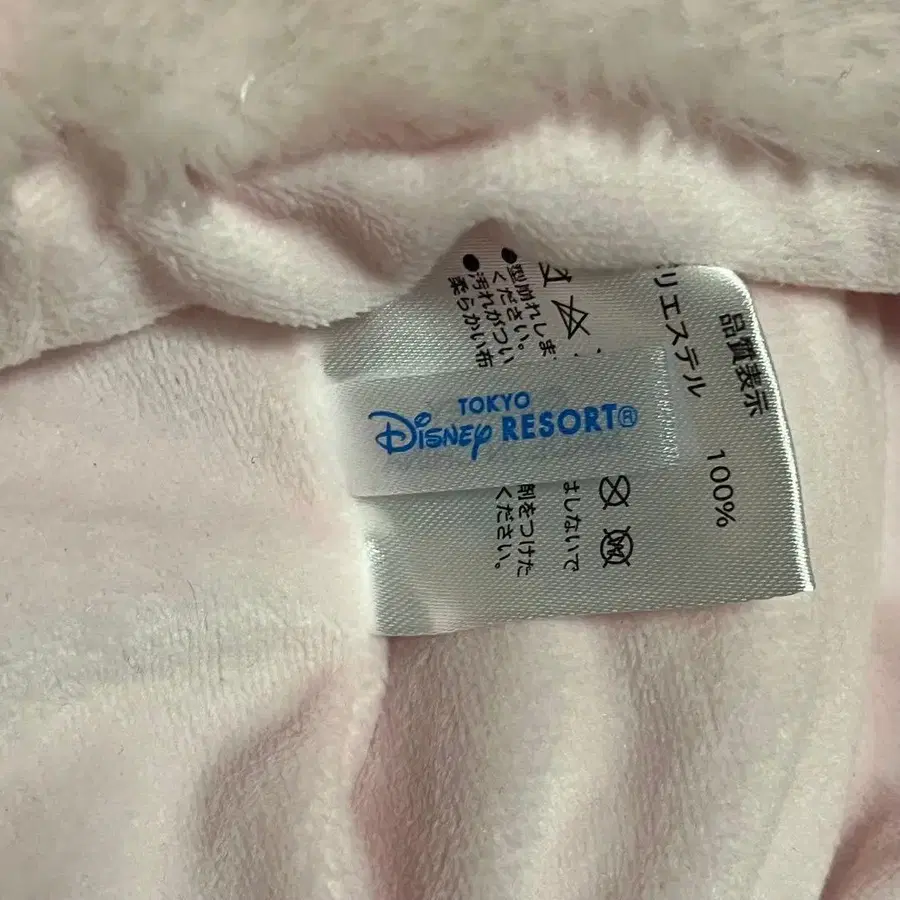 品質表示
リエステル 100%
はしないで
●型崩れしま
ください。
●汚れがつい
剤をつけた
柔らかい布
ください。
TOKYO
Disney RESORT®